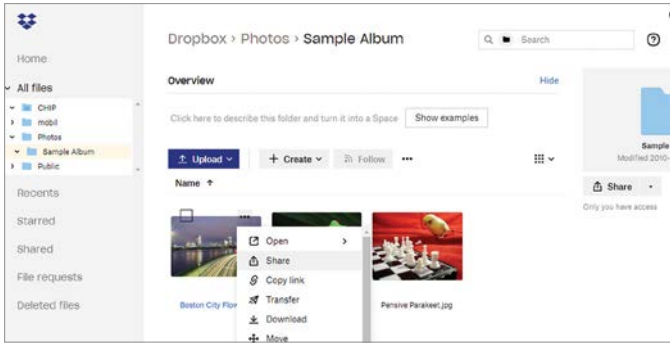 Home
All files
CHIP
mobil
Photos
Sample Album
Public
Recents
Starred
Shared
File requests
Deleted files
Dropbox › Photos › Sample Album
Search
Overview
Hide
Click here to describe this folder and turn it into a Space
Show examples
Upload
+ Create
Follow
Name ↑
Open
Share
Copy link
Transfer
Download
Move
Boston City Flow
Pensive Parakeet.jpg
Sample
Modified 2010-
Share
Only you have access